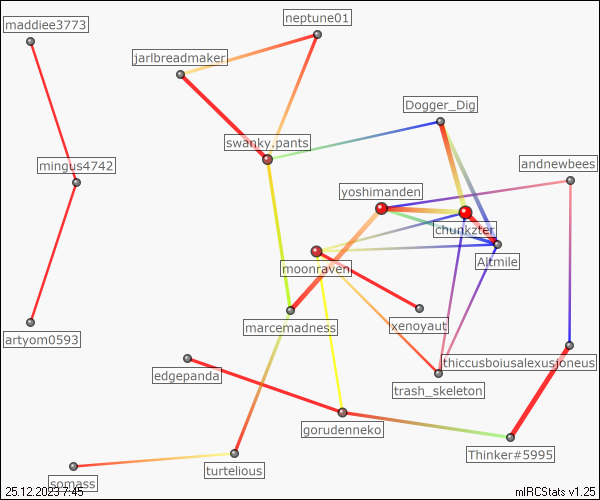 maddiee3773
neptune01
jarlbreadmaker
Dogger_Dig
swanky.pants
mingus4742
andnewbees
yoshimanden
chunkzter
Altmile
moonraven
marcemadness
xenoyaut
artyom0593
thiccusboiusalexusjoneus
edgepanda
trash_skeleton
gorudenneko
Thinker#5995
turtelious
somass
25.12.2023 7:45
mIRCStats v1.25